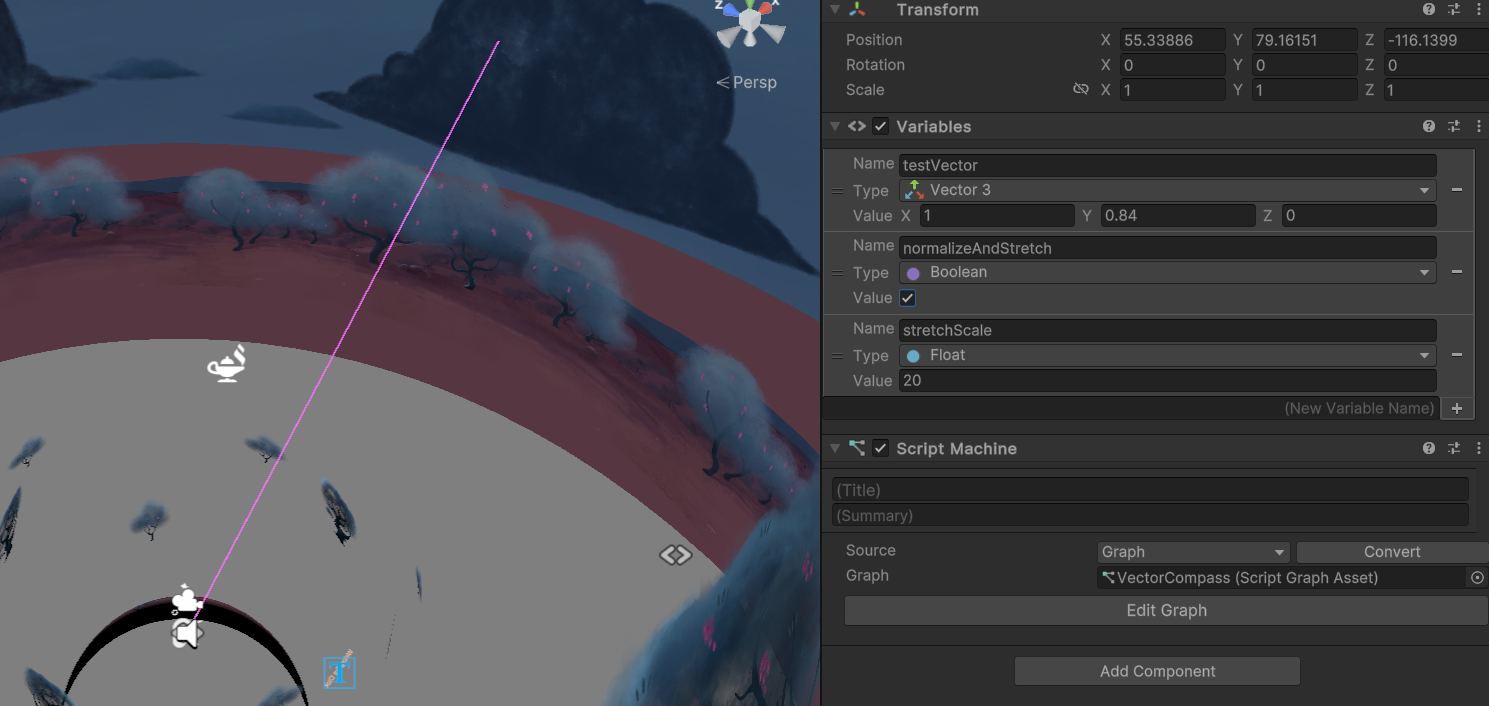 z
x
< Persp
T
Transform
Position X 55.33886 Y 79.16151 Z -116.1399
Rotation X 0 Y 0 Z 0
Scale X 1 Y 1 Z 1
Variables
Name testVector
Type Vector 3
Value X 1 Y 0.84 Z 0
Name normalizeAndStretch
Type Boolean
Value
Name stretchScale
Type Float
Value 20
(New Variable Name)
Script Machine
(Title)
(Summary)
Source Graph Convert
Graph VectorCompass (Script Graph Asset)
Edit Graph
Add Component